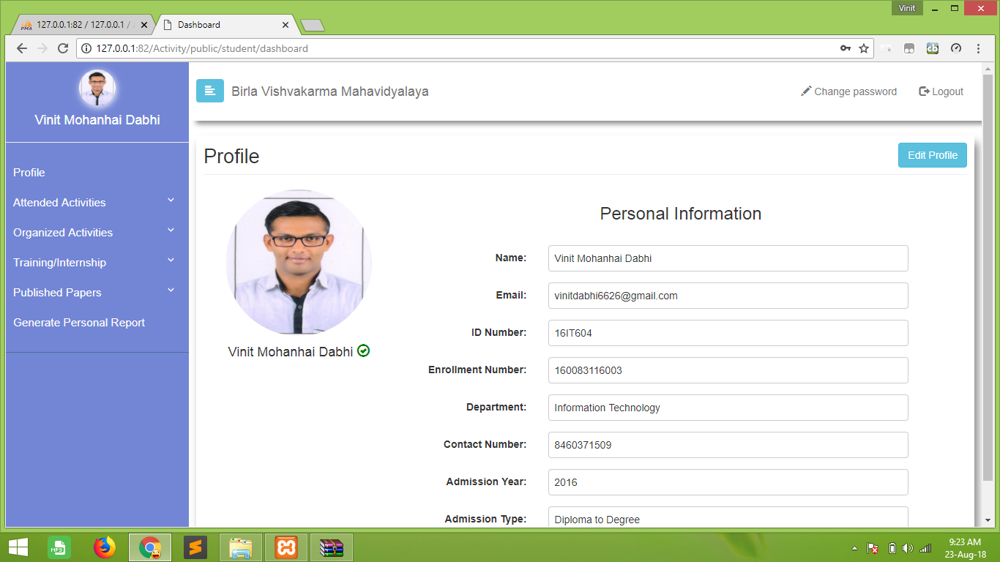 Vinit
127.0.0.1:82 / 127.0.0.1 /
Dashboard
127.0.0.1:82/Activity/public/student/dashboard
Vinit Mohanhai Dabhi
Profile
Attended Activities
Organized Activities
Training/Internship
Published Papers
Generate Personal Report
Birla Vishvakarma Mahavidyalaya
Change password
Logout
Profile
Edit Profile
Vinit Mohanhai Dabhi
Personal Information
Name: Vinit Mohanhai Dabhi
Email: vinitdabhi6626@gmail.com
ID Number: 16IT604
Enrollment Number: 160083116003
Department: Information Technology
Contact Number: 8460371509
Admission Year: 2016
Admission Type: Diploma to Degree
MP3
9:23 AM
23-Aug-18